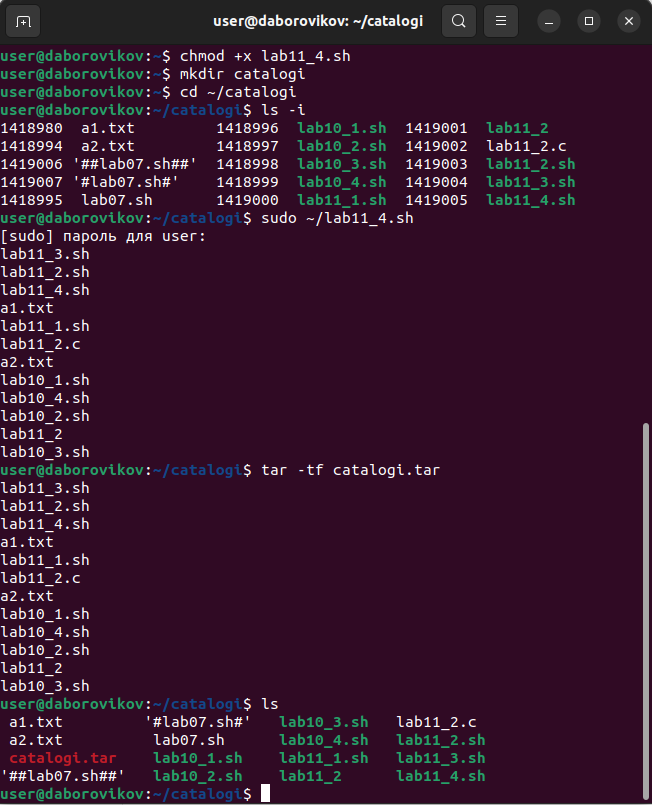 user@daborovikov: ~/catalogi
user@daborovikov:~$ chmod +x lab11_4.sh
user@daborovikov:~$ mkdir catalogi
user@daborovikov:~$ cd ~/catalogi
user@daborovikov:~/catalogi$ ls -i
1418980  a1.txt         1418996  lab10_1.sh  1419001  lab11_2
1418994  a2.txt         1418997  lab10_2.sh  1419002  lab11_2.c
1419006 '##lab07.sh##'  1418998  lab10_3.sh  1419003  lab11_2.sh
1419007 '#lab07.sh#'    1418999  lab10_4.sh  1419004  lab11_3.sh
1418995  lab07.sh       1419000  lab11_1.sh  1419005  lab11_4.sh
user@daborovikov:~/catalogi$ sudo ~/lab11_4.sh
[sudo] пароль для user:
lab11_3.sh
lab11_2.sh
lab11_4.sh
a1.txt
lab11_1.sh
lab11_2.c
a2.txt
lab10_1.sh
lab10_4.sh
lab10_2.sh
lab11_2
lab10_3.sh
user@daborovikov:~/catalogi$ tar -tf catalogi.tar
lab11_3.sh
lab11_2.sh
lab11_4.sh
a1.txt
lab11_1.sh
lab11_2.c
a2.txt
lab10_1.sh
lab10_4.sh
lab10_2.sh
lab11_2
lab10_3.sh
user@daborovikov:~/catalogi$ ls
 a1.txt         '#lab07.sh#'   lab10_3.sh   lab11_2.c
 a2.txt          lab07.sh      lab10_4.sh   lab11_2.sh
 catalogi.tar    lab10_1.sh    lab11_1.sh   lab11_3.sh
'##lab07.sh##'   lab10_2.sh    lab11_2      lab11_4.sh
user@daborovikov:~/catalogi$